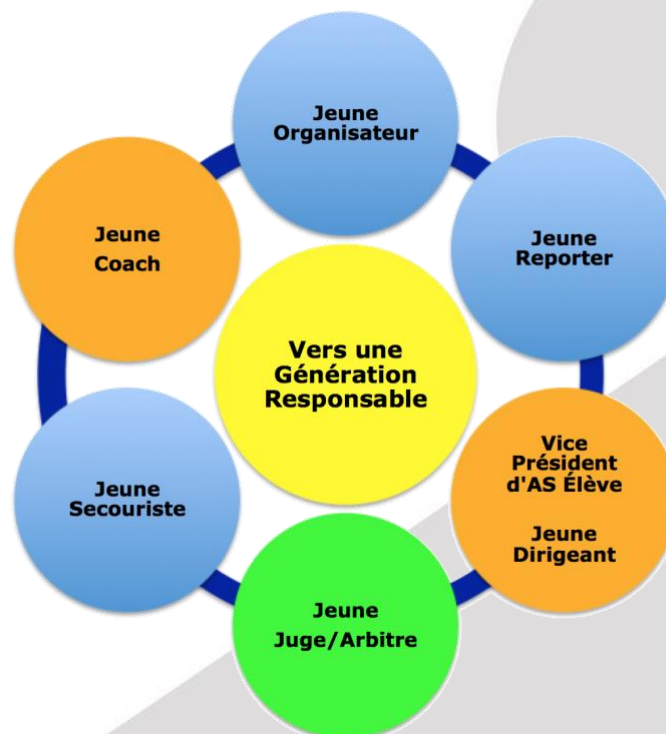 Jeune
Organisateur
Jeune
Reporter
Jeune
Coach
Vers une
Génération
Responsable
Vice
Président
d'AS Élève
Jeune
Dirigeant
Jeune
Secouriste
Jeune
Juge/Arbitre